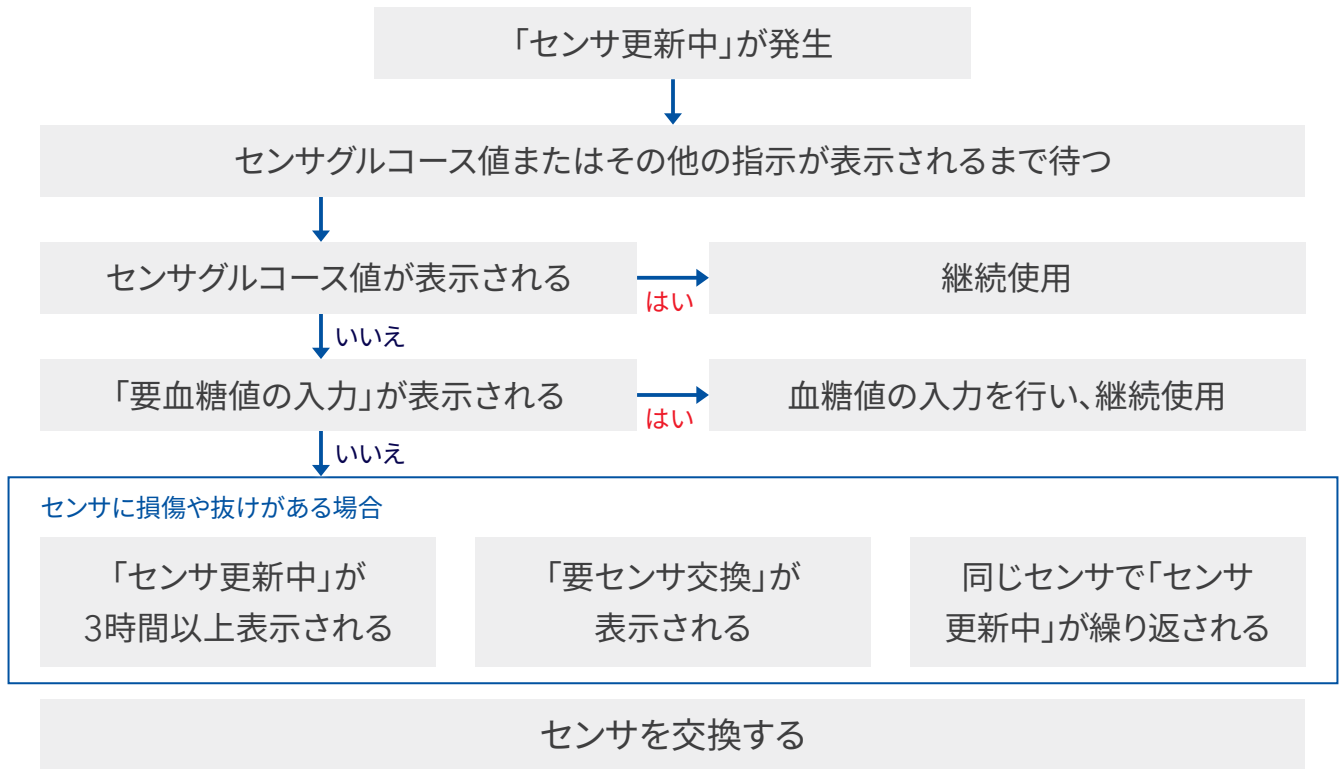 「センサ更新中」が発生
センサグルコース値またはその他の指示が表示されるまで待つ
センサグルコース値が表示される
はい
継続使用
いいえ
「要血糖値の入力」が表示される
はい
血糖値の入力を行い、継続使用
いいえ
センサに損傷や抜けがある場合
「センサ更新中」が
3時間以上表示される
「要センサ交換」が
表示される
同じセンサで「センサ
更新中」が繰り返される
センサを交換する